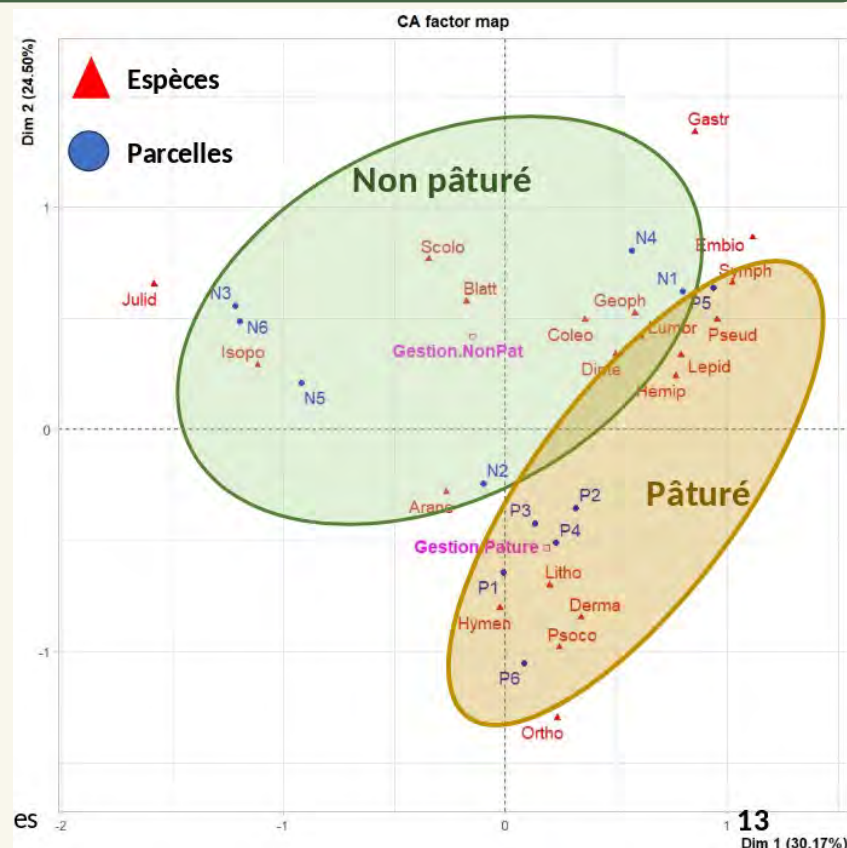 CA factor map
Dim 2 (24.50%)
Espèces
Parcelles
Non pâturé
Pâturé
Gastr
N4
Embio
Scolo
Symph
Julid
N3
Blatt
N1
P5
N6
Geoph
Coleo
Lumbr
Pseud
Isopo
Gestion.NonPat
Dipte
Lepid
Hemip
N5
N2
Arane
P2
P3
P4
Gestion.Pature
Litho
P1
Derma
Hymen
Psoco
P6
Ortho
1
0
-1
-2
-1
0
1
es
13
Dim 1 (30.17%)